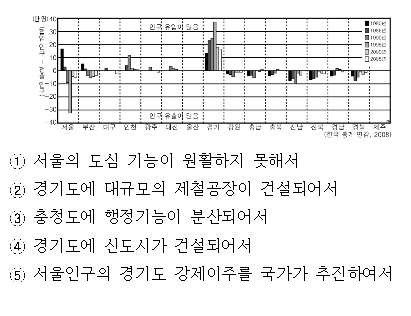 (만명)
40
30
20
10
0
-10
-20
-30
-40
인구 유입이 많음
인구 유출이 많음
1980년
1985년
1990년
1995년
2000년
2005년
서울 부산 대구 인천 광주 대전 울산 경기 강원 충남 충북 전남 전북 경남 경북 제주
(한국 통계 연감, 2008)
① 서울의 도심 기능이 원활하지 못해서
② 경기도에 대규모의 제철공장이 건설되어서
③ 충청도에 행정기능이 분산되어서
④ 경기도에 신도시가 건설되어서
⑤ 서울인구의 경기도 강제이주를 국가가 추진하여서